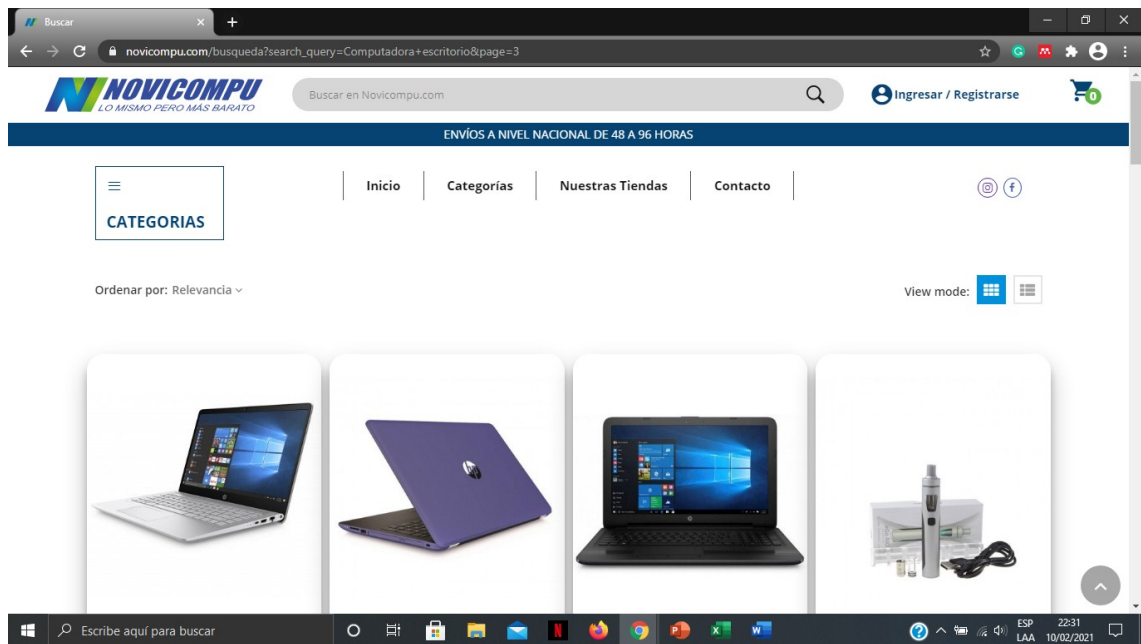 Buscar
novicompu.com/busqueda?search_query=Computadora+escritorio&page=3
NOVICOMPU
LO MISMO PERO MÁS BARATO
Buscar en Novicompu.com
Ingresar / Registrarse
0
ENVÍOS A NIVEL NACIONAL DE 48 A 96 HORAS
CATEGORIAS
Inicio
Categorías
Nuestras Tiendas
Contacto
Ordenar por: Relevancia
View mode:
Escribe aquí para buscar
ESP
LAA
22:31
10/02/2021